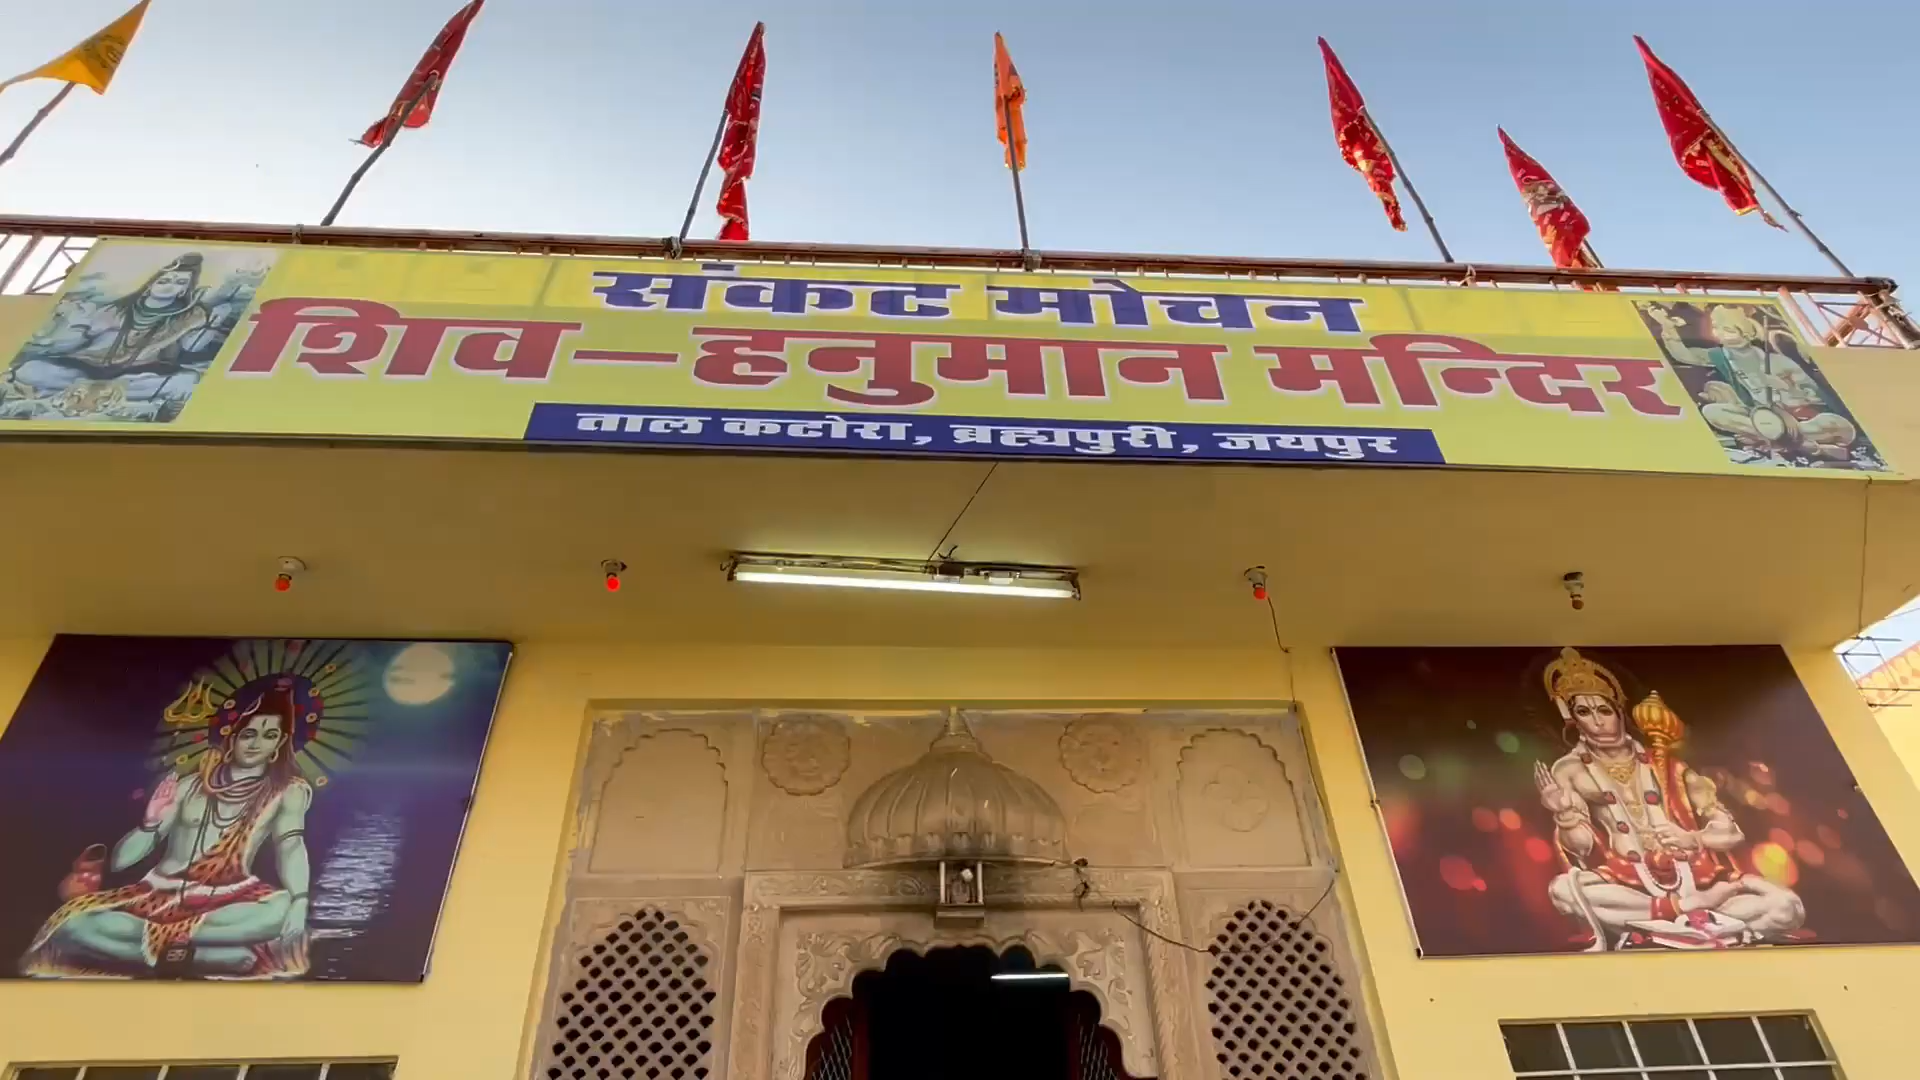 संकट मोचन
शिव–हनुमान मन्दिर
ताल कटोरा, ब्रह्मपुरी, जयपुर